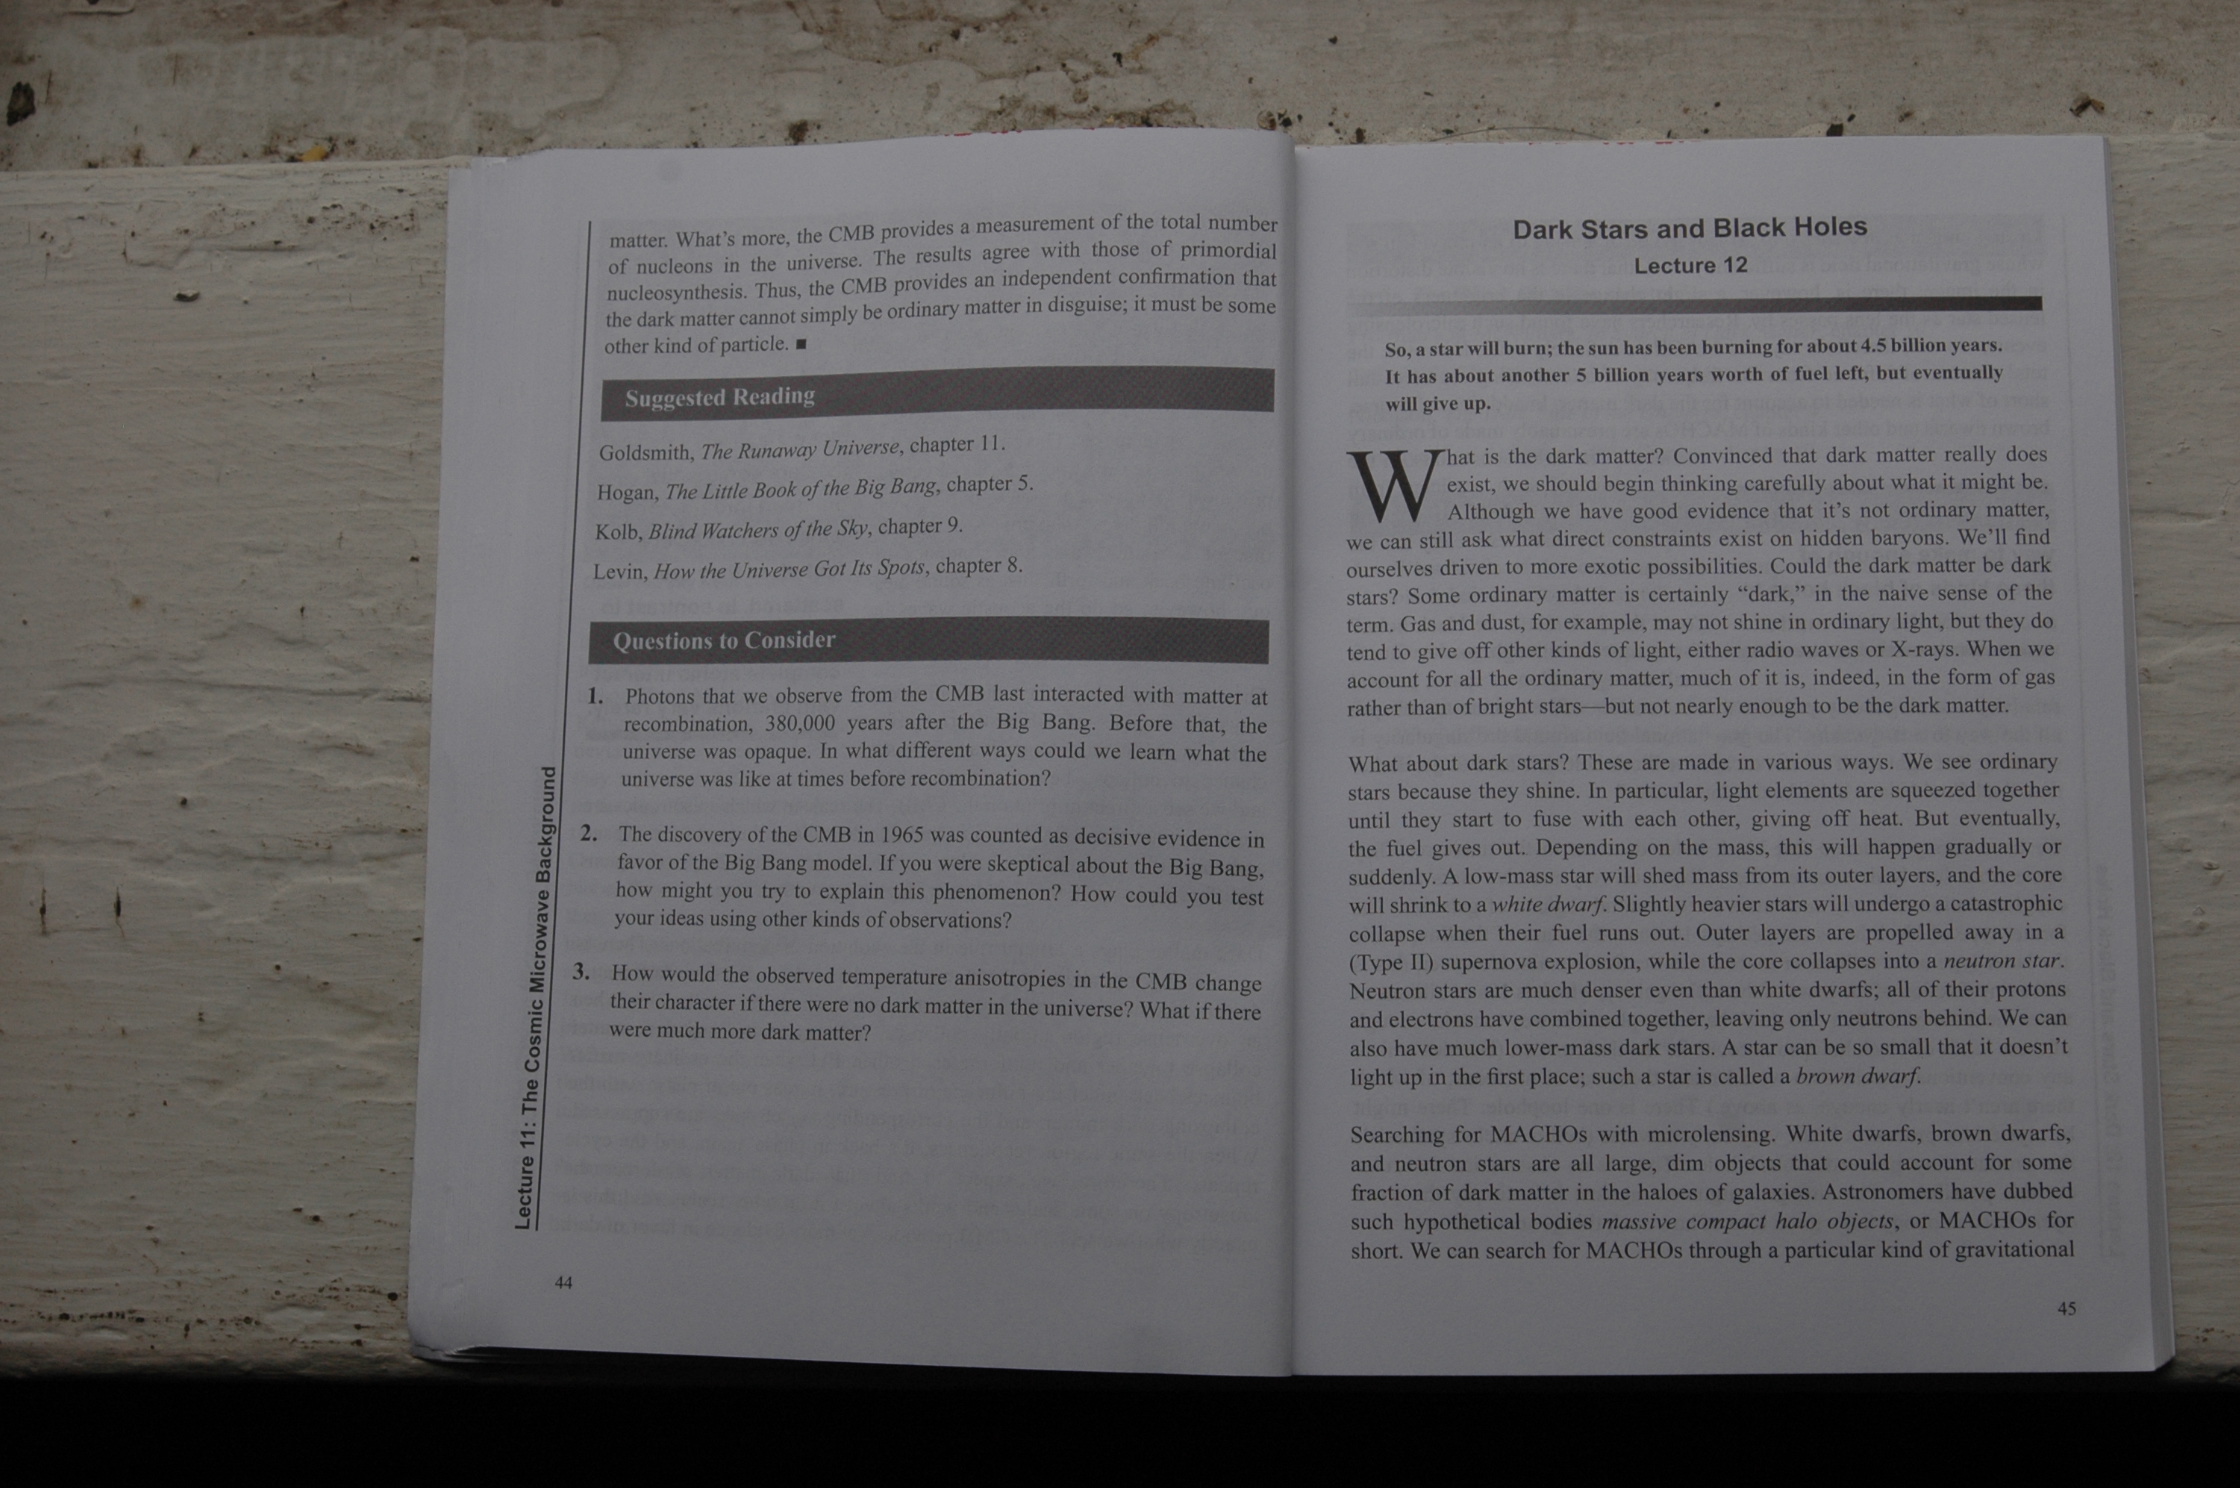 matter. What's more, the CMB provides a measurement of the total number
of nucleons in the universe. The results agree with those of primordial
nucleosynthesis. Thus, the CMB provides an independent confirmation that
the dark matter cannot simply be ordinary matter in disguise; it must be some
other kind of particle. ■
Suggested Reading
Goldsmith, The Runaway Universe, chapter 11.
Hogan, The Little Book of the Big Bang, chapter 5.
Kolb, Blind Watchers of the Sky, chapter 9.
Levin, How the Universe Got Its Spots, chapter 8.
Questions to Consider
1. Photons that we observe from the CMB last interacted with matter at
recombination, 380,000 years after the Big Bang. Before that, the
universe was opaque. In what different ways could we learn what the
universe was like at times before recombination?
2. The discovery of the CMB in 1965 was counted as decisive evidence in
favor of the Big Bang model. If you were skeptical about the Big Bang,
how might you try to explain this phenomenon? How could you test
your ideas using other kinds of observations?
3. How would the observed temperature anisotropies in the CMB change
their character if there were no dark matter in the universe? What if there
were much more dark matter?
Lecture 11: The Cosmic Microwave Background
44
Dark Stars and Black Holes
Lecture 12
So, a star will burn; the sun has been burning for about 4.5 billion years.
It has about another 5 billion years worth of fuel left, but eventually
will give up.
What is the dark matter? Convinced that dark matter really does
exist, we should begin thinking carefully about what it might be.
Although we have good evidence that it's not ordinary matter,
we can still ask what direct constraints exist on hidden baryons. We'll find
ourselves driven to more exotic possibilities. Could the dark matter be dark
stars? Some ordinary matter is certainly “dark,” in the naive sense of the
term. Gas and dust, for example, may not shine in ordinary light, but they do
tend to give off other kinds of light, either radio waves or X-rays. When we
account for all the ordinary matter, much of it is, indeed, in the form of gas
rather than of bright stars—but not nearly enough to be the dark matter.
What about dark stars? These are made in various ways. We see ordinary
stars because they shine. In particular, light elements are squeezed together
until they start to fuse with each other, giving off heat. But eventually,
the fuel gives out. Depending on the mass, this will happen gradually or
suddenly. A low-mass star will shed mass from its outer layers, and the core
will shrink to a white dwarf. Slightly heavier stars will undergo a catastrophic
collapse when their fuel runs out. Outer layers are propelled away in a
(Type II) supernova explosion, while the core collapses into a neutron star.
Neutron stars are much denser even than white dwarfs; all of their protons
and electrons have combined together, leaving only neutrons behind. We can
also have much lower-mass dark stars. A star can be so small that it doesn't
light up in the first place; such a star is called a brown dwarf.
Searching for MACHOs with microlensing. White dwarfs, brown dwarfs,
and neutron stars are all large, dim objects that could account for some
fraction of dark matter in the haloes of galaxies. Astronomers have dubbed
such hypothetical bodies massive compact halo objects, or MACHOs for
short. We can search for MACHOs through a particular kind of gravitational
45